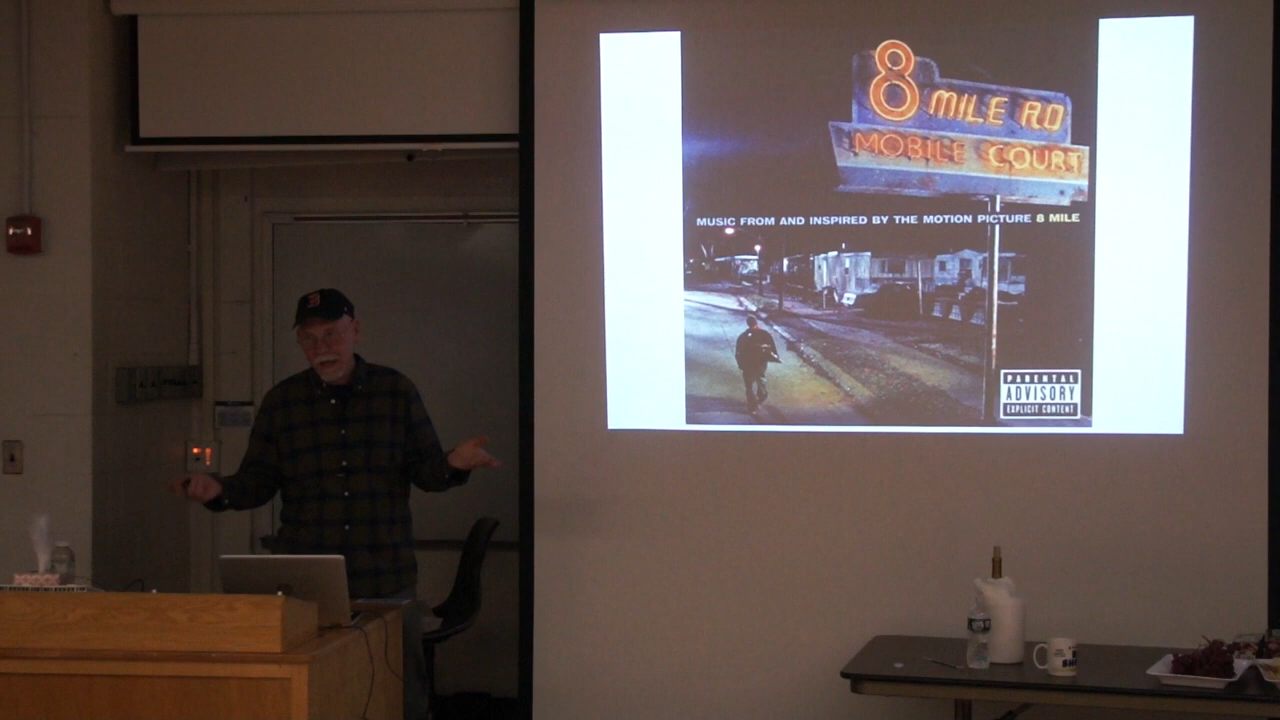 8 MILE RD
MOBILE COURT
MUSIC FROM AND INSPIRED BY THE MOTION PICTURE 8 MILE
PARENTAL
ADVISORY
EXPLICIT CONTENT